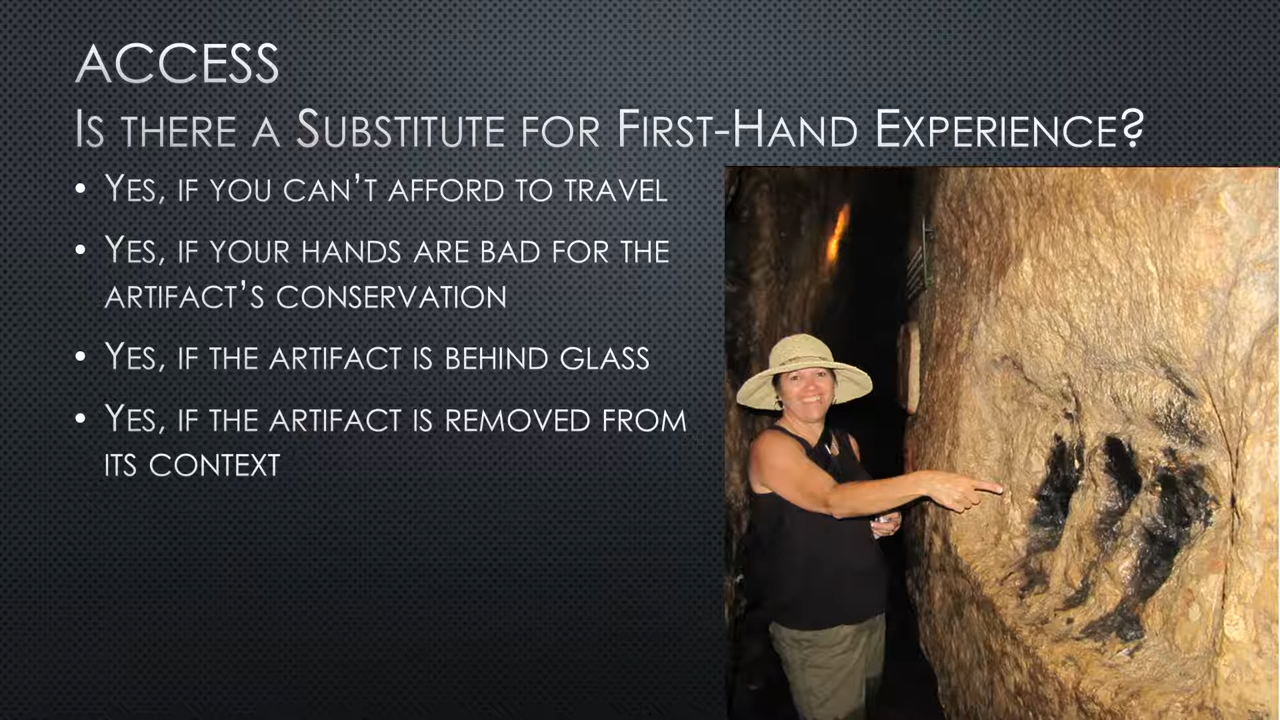 ACCESS
IS THERE A SUBSTITUTE FOR FIRST-HAND EXPERIENCE?
• YES, IF YOU CAN'T AFFORD TO TRAVEL
• YES, IF YOUR HANDS ARE BAD FOR THE
ARTIFACT'S CONSERVATION
• YES, IF THE ARTIFACT IS BEHIND GLASS
• YES, IF THE ARTIFACT IS REMOVED FROM
ITS CONTEXT